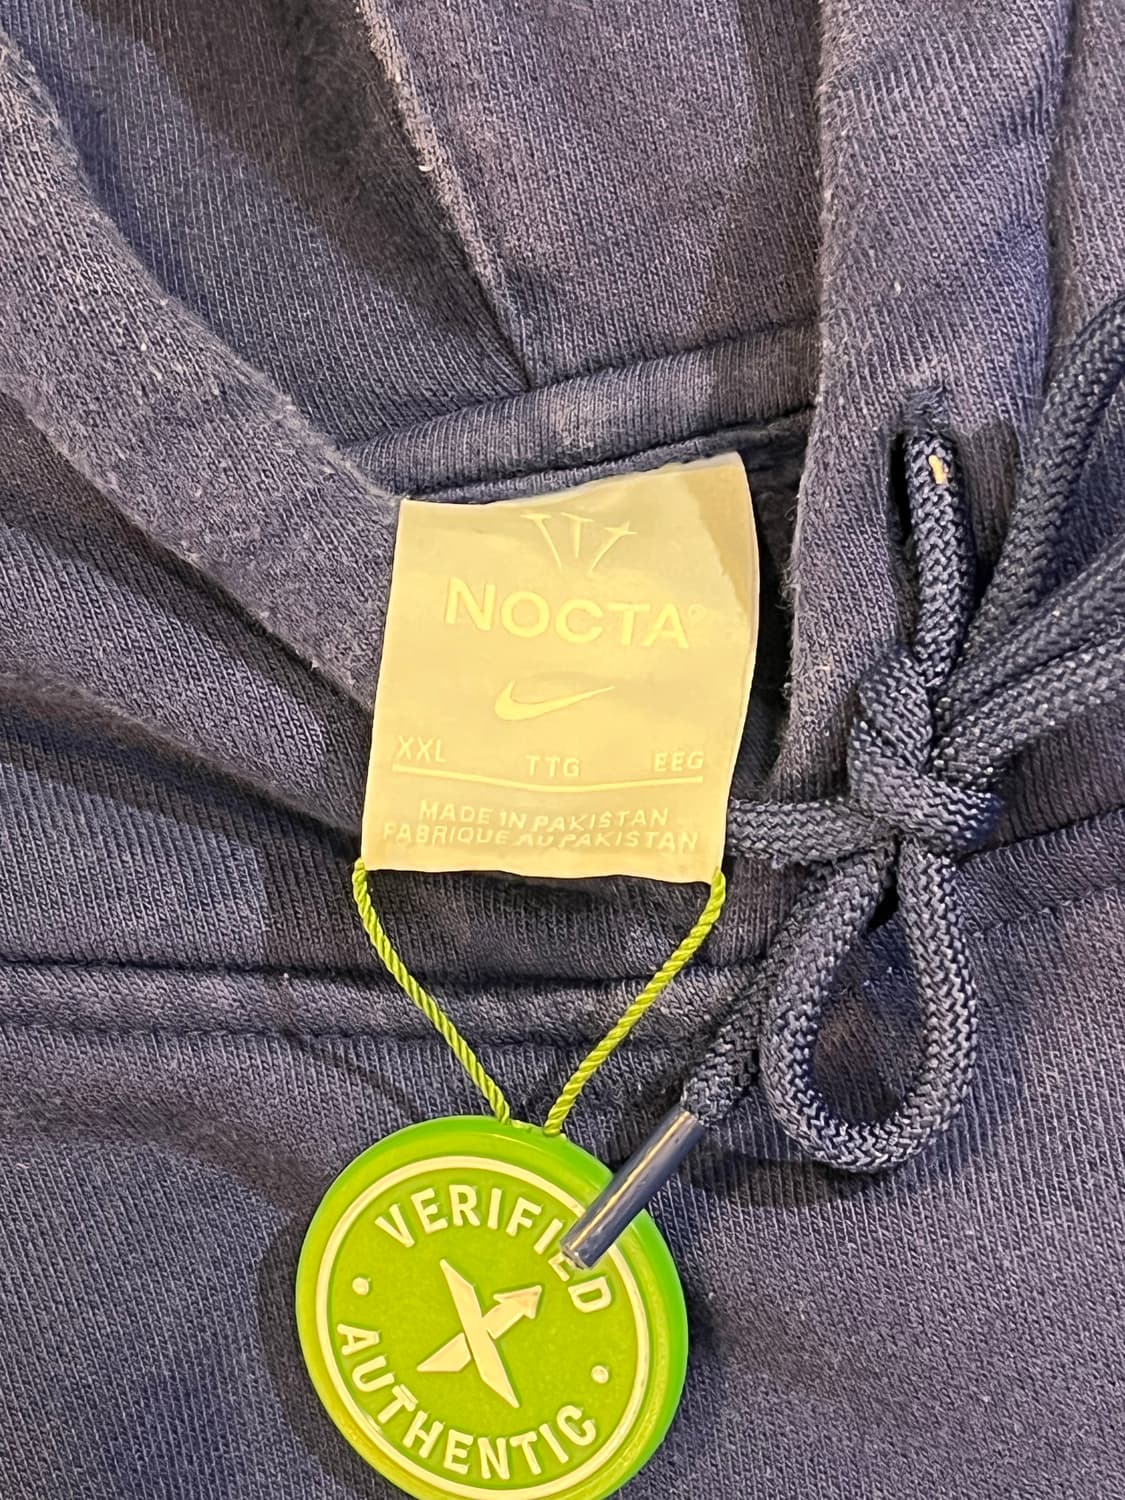 NOCTA®
XXL TTG EEG
MADE IN PAKISTAN
FABRIQUE AU PAKISTAN
VERIFIED
AUTHENTIC